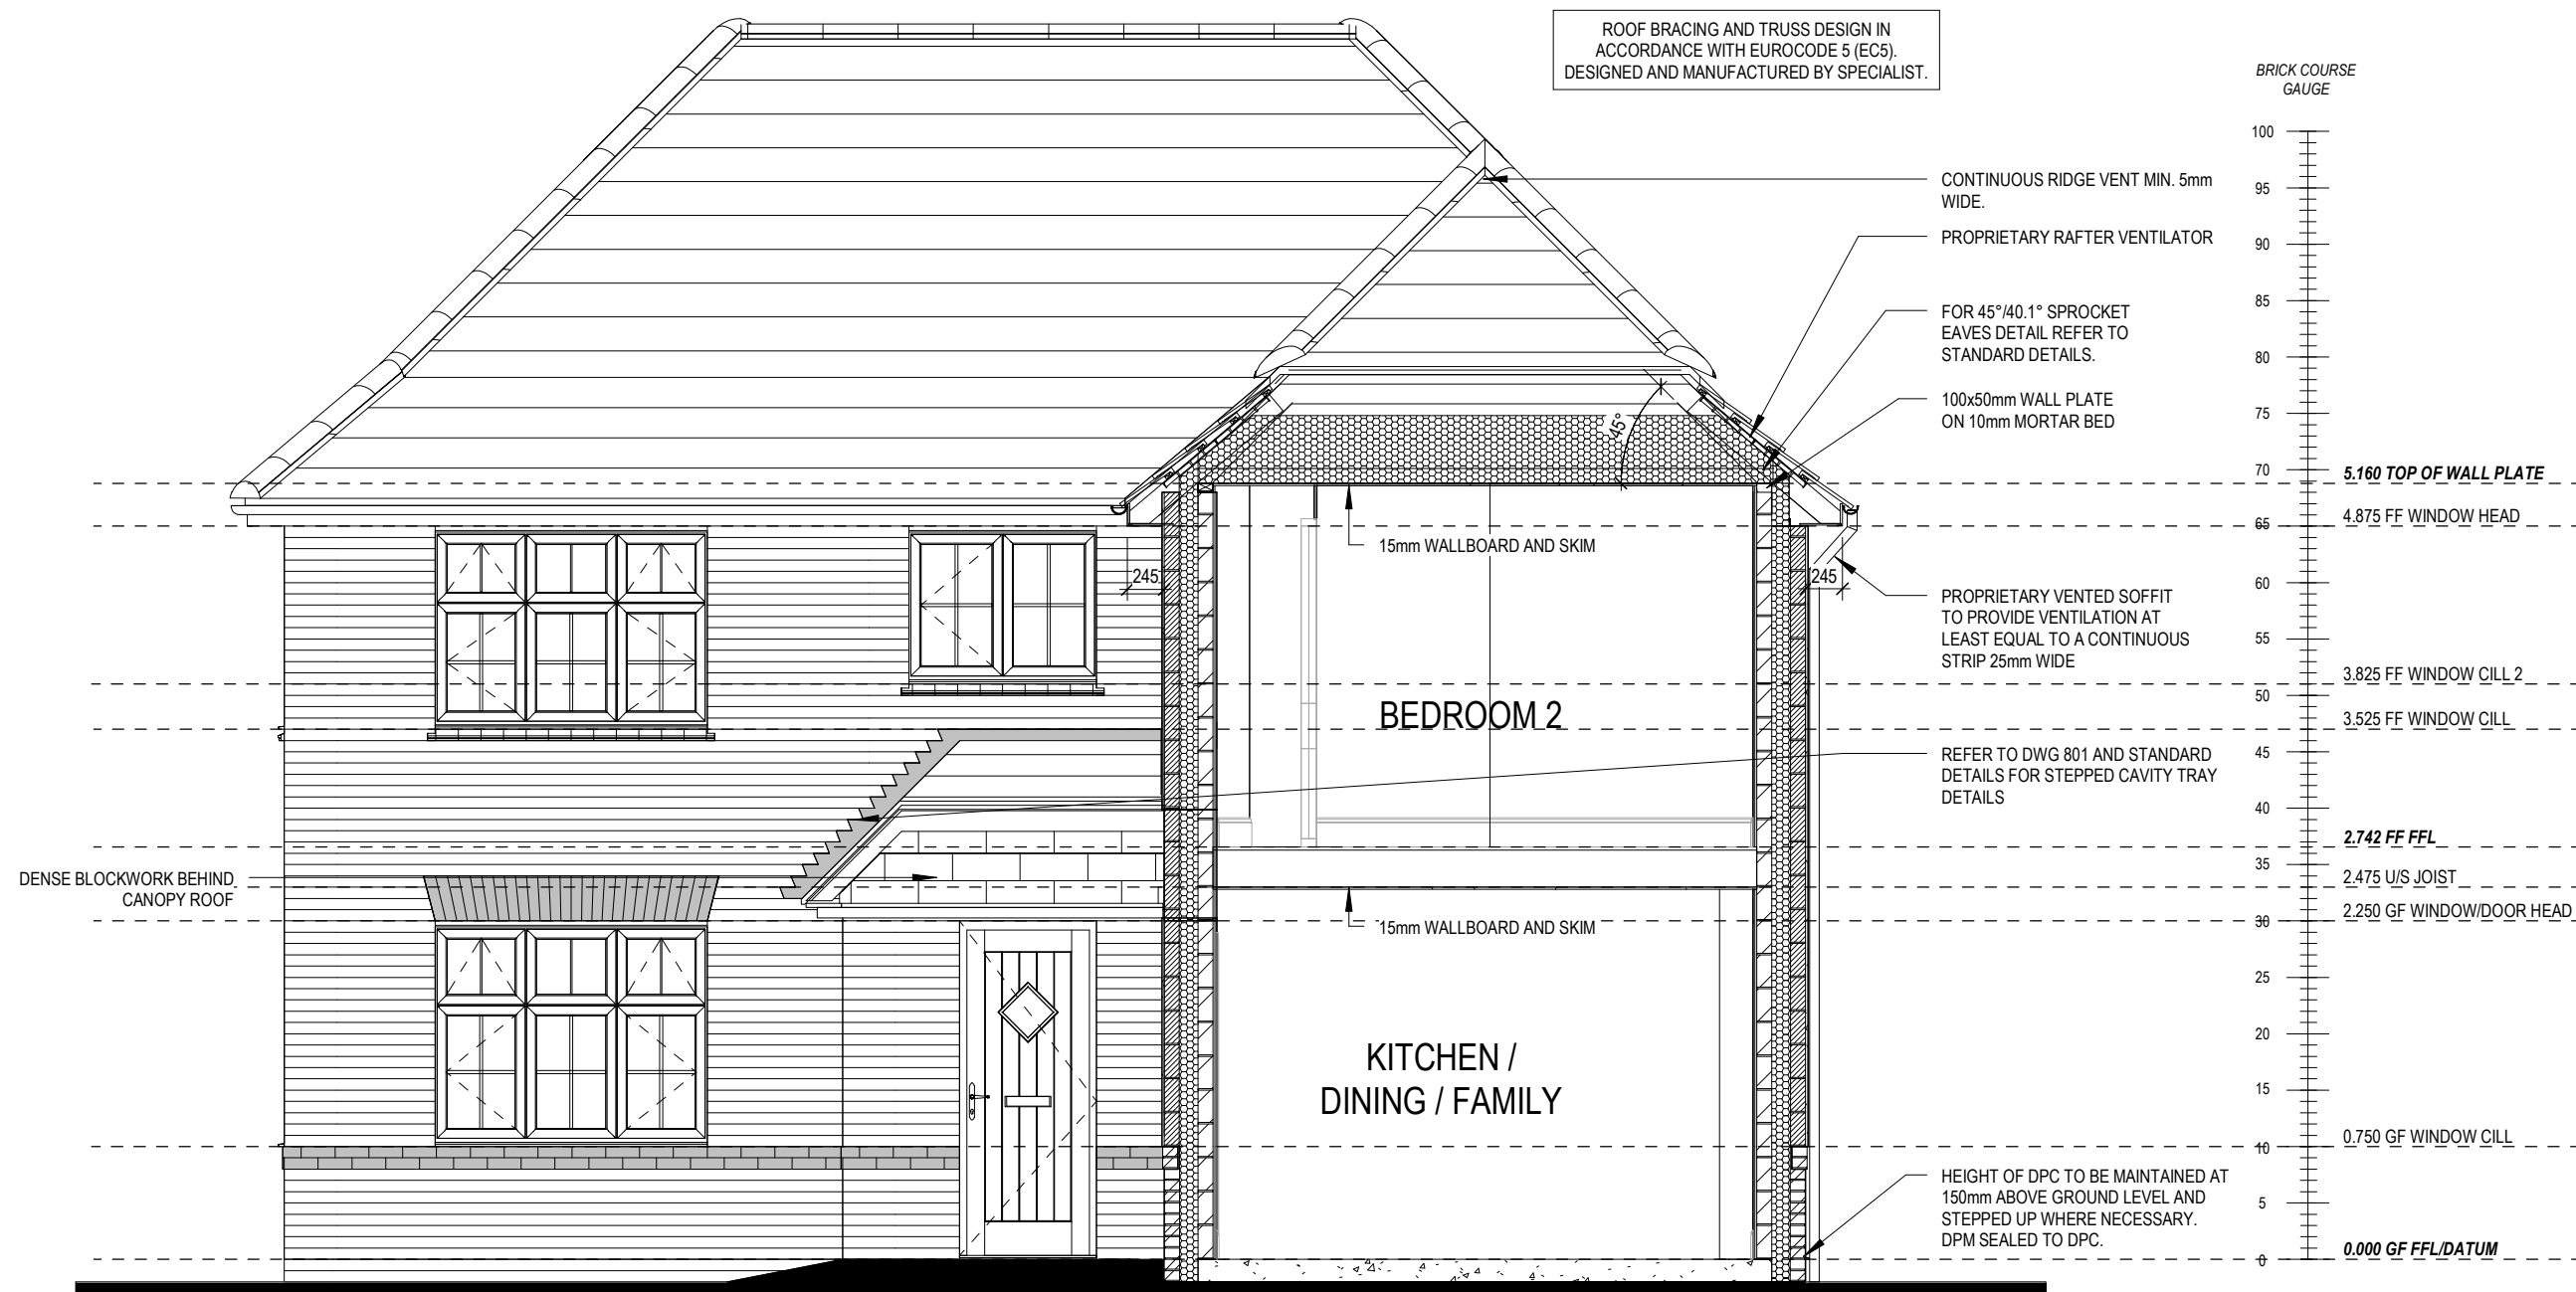 ROOF BRACING AND TRUSS DESIGN IN
ACCORDANCE WITH EUROCODE 5 (EC5).
DESIGNED AND MANUFACTURED BY SPECIALIST.
BRICK COURSE
GAUGE
CONTINUOUS RIDGE VENT MIN. 5mm
WIDE.
PROPRIETARY RAFTER VENTILATOR
FOR 45°/40.1° SPROCKET
EAVES DETAIL REFER TO
STANDARD DETAILS.
100x50mm WALL PLATE
ON 10mm MORTAR BED
PROPRIETARY VENTED SOFFIT
TO PROVIDE VENTILATION AT
LEAST EQUAL TO A CONTINUOUS
STRIP 25mm WIDE
REFER TO DWG 801 AND STANDARD
DETAILS FOR STEPPED CAVITY TRAY
DETAILS
HEIGHT OF DPC TO BE MAINTAINED AT
150mm ABOVE GROUND LEVEL AND
STEPPED UP WHERE NECESSARY.
DPM SEALED TO DPC.
45°
15mm WALLBOARD AND SKIM
245
245
BEDROOM 2
DENSE BLOCKWORK BEHIND
CANOPY ROOF
15mm WALLBOARD AND SKIM
KITCHEN /
DINING / FAMILY
100
95
90
85
80
75
70
65
60
55
50
45
40
35
30
25
20
15
10
5
0
5.160 TOP OF WALL PLATE
4.875 FF WINDOW HEAD
3.825 FF WINDOW CILL 2
3.525 FF WINDOW CILL
2.742 FF FFL
2.475 U/S JOIST
2.250 GF WINDOW/DOOR HEAD
0.750 GF WINDOW CILL
0.000 GF FFL/DATUM